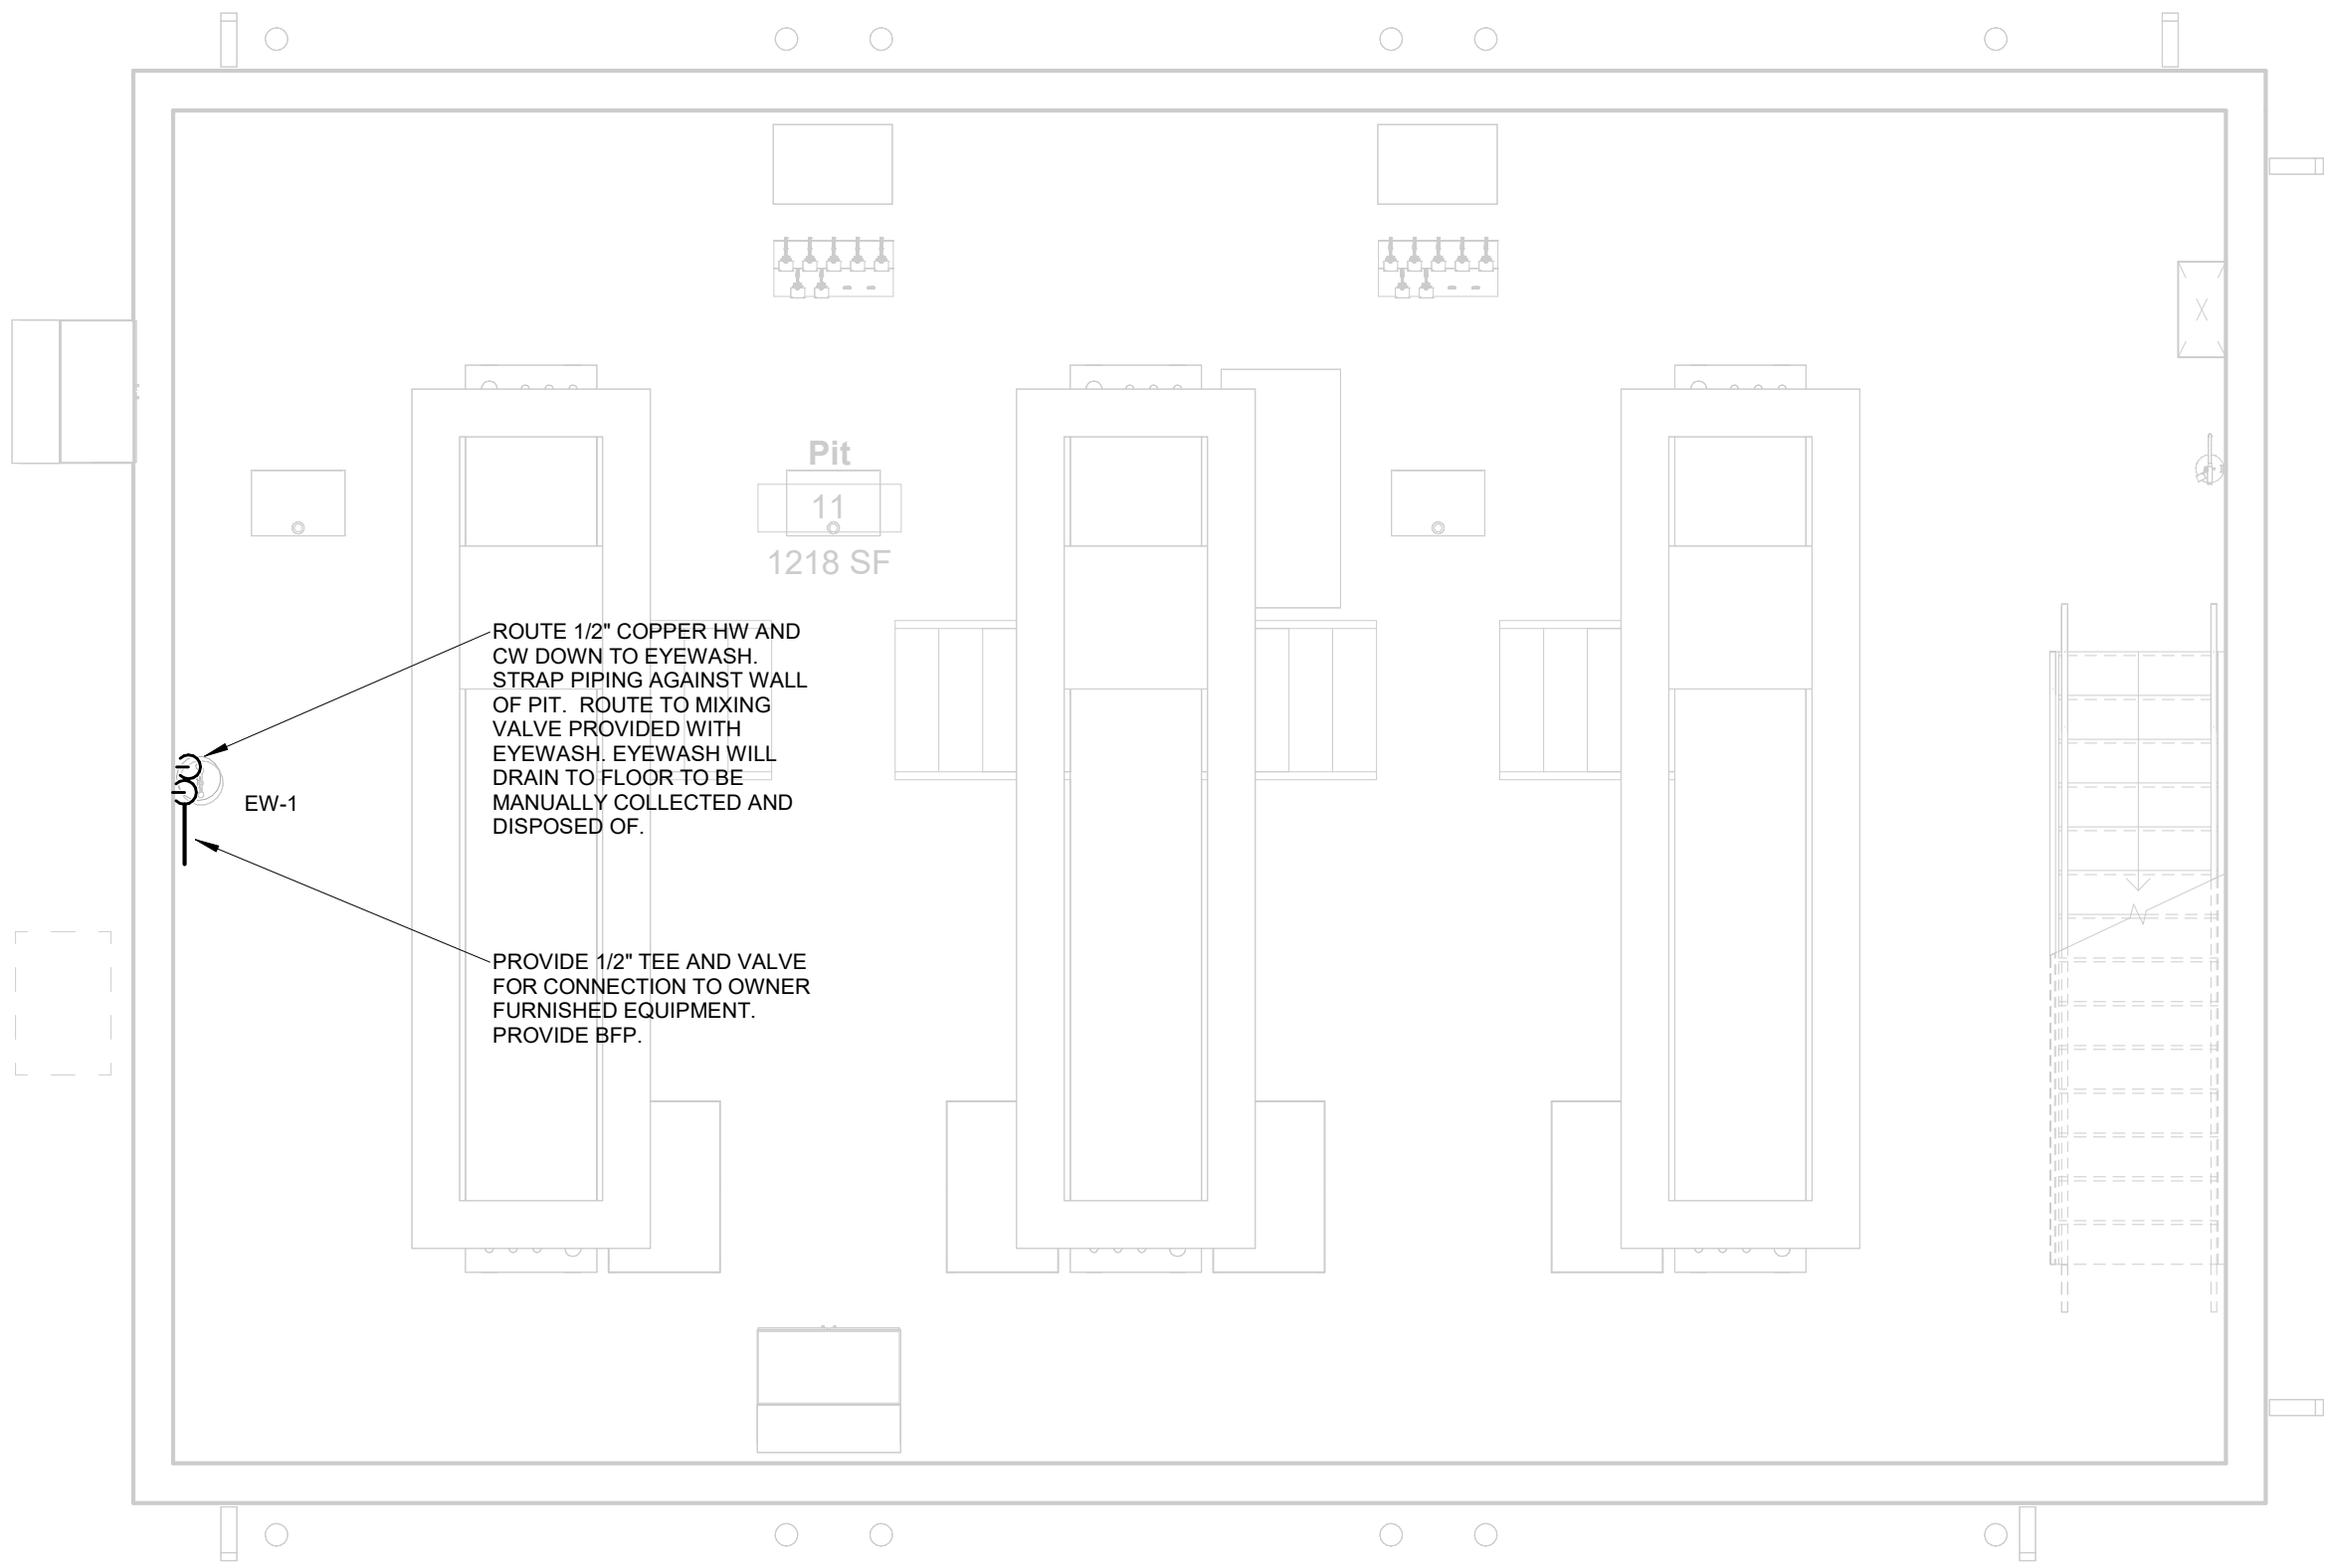 Pit
11
1218 SF
ROUTE 1/2" COPPER HW AND
CW DOWN TO EYEWASH.
STRAP PIPING AGAINST WALL
OF PIT.  ROUTE TO MIXING
VALVE PROVIDED WITH
EYEWASH. EYEWASH WILL
DRAIN TO FLOOR TO BE
MANUALLY COLLECTED AND
DISPOSED OF.
EW-1
PROVIDE 1/2" TEE AND VALVE
FOR CONNECTION TO OWNER
FURNISHED EQUIPMENT.
PROVIDE BFP.